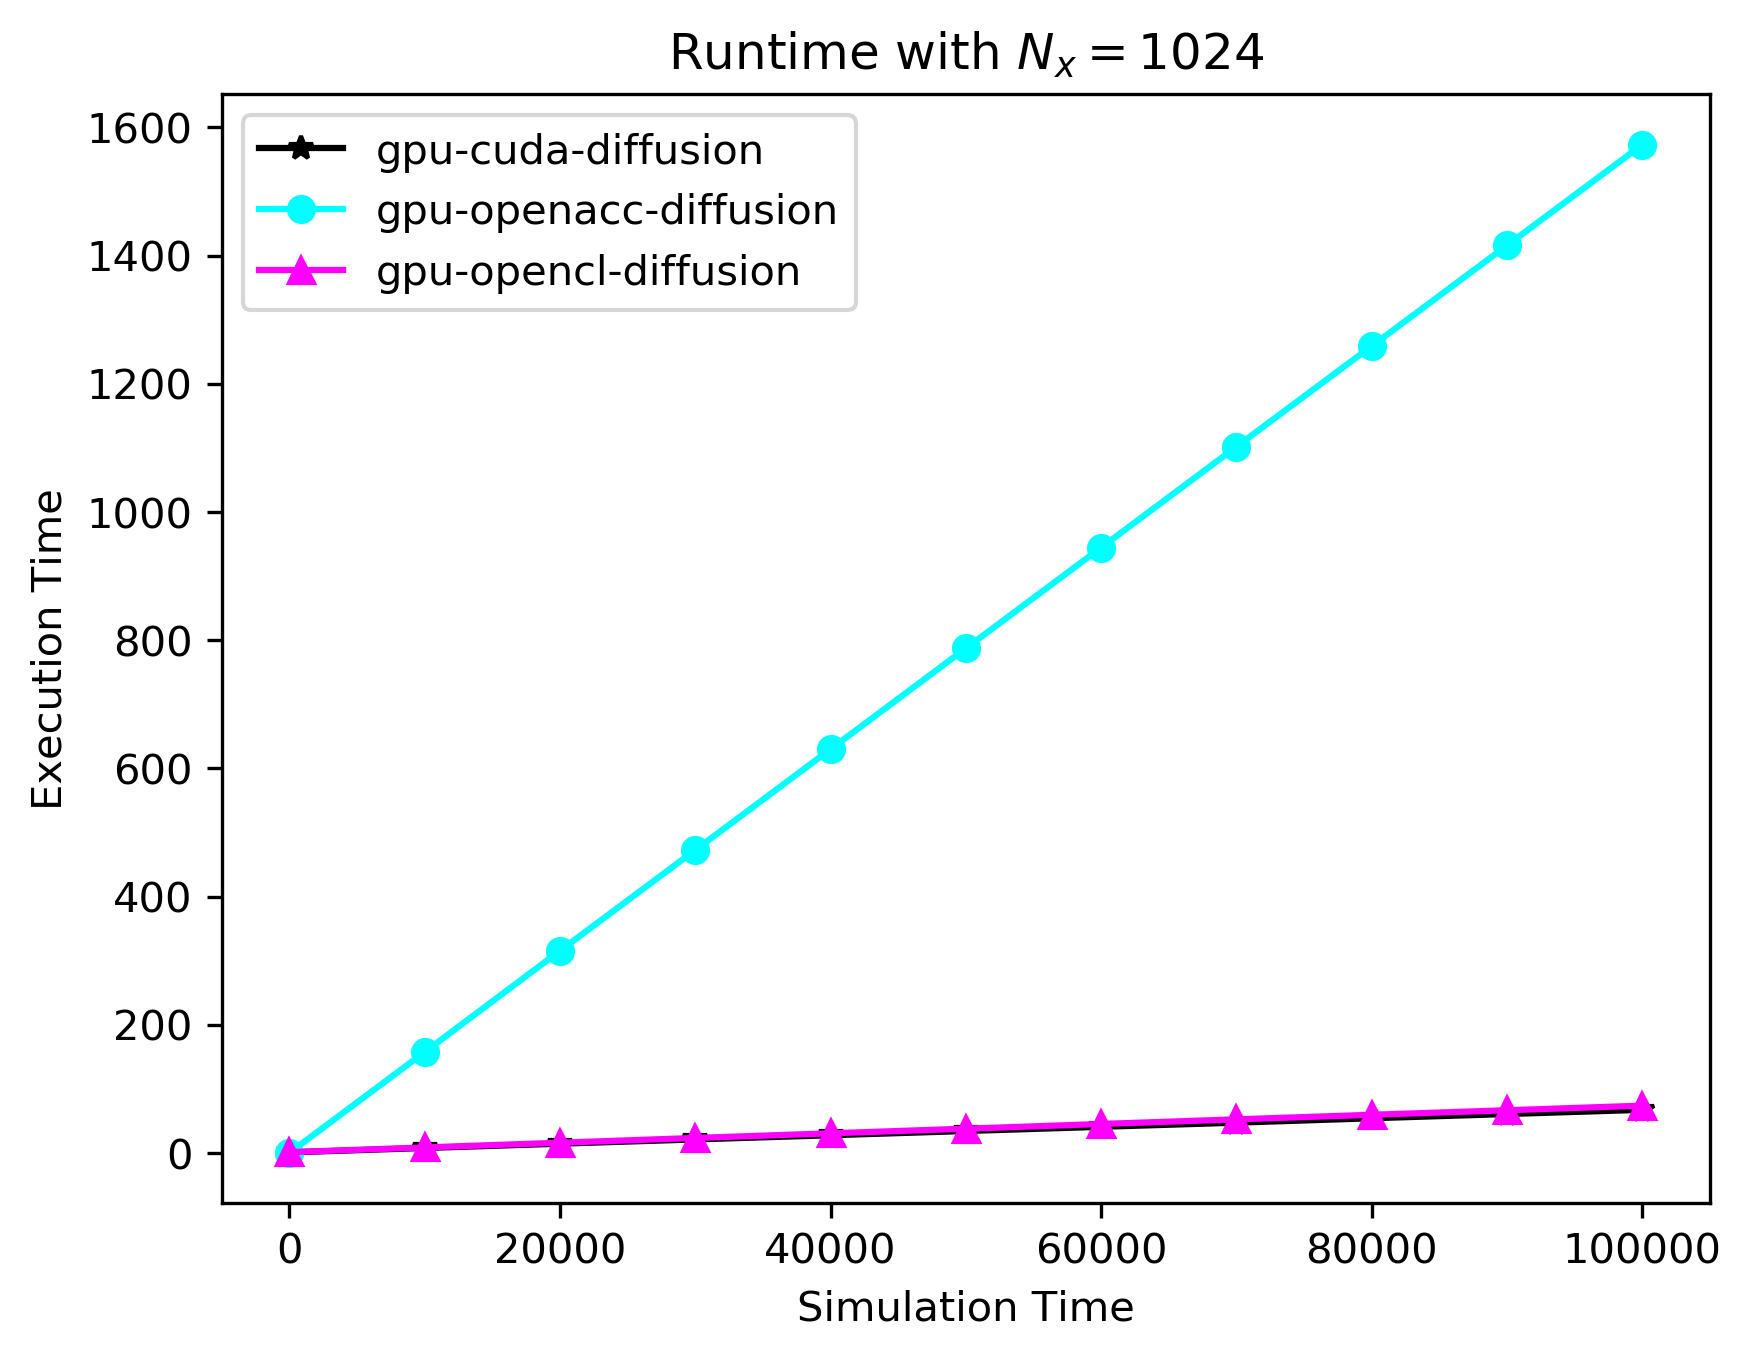 Runtime with Nₓ = 1024
gpu-cuda-diffusion
gpu-openacc-diffusion
gpu-opencl-diffusion
1600
1400
1200
1000
800
600
400
200
0
Execution Time
0 20000 40000 60000 80000 100000
Simulation Time